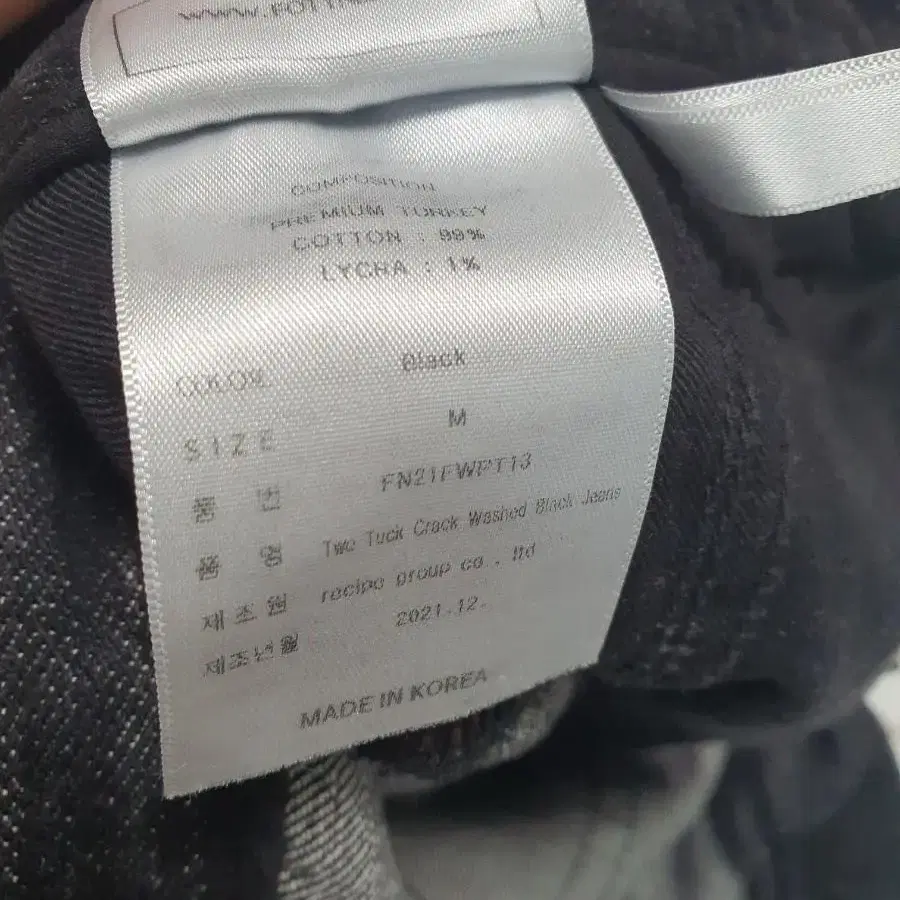 COMPOSITION
PREMIUM TURKEY
COTTON : 99%
LYCRA : 1%
COLOR Black
SIZE M
품 번 FN21FWPT13
품 명 Two Tuck Crack Washed Black Jeans
제조원 recipe group co., ltd
제조년월 2021.12.
MADE IN KOREA